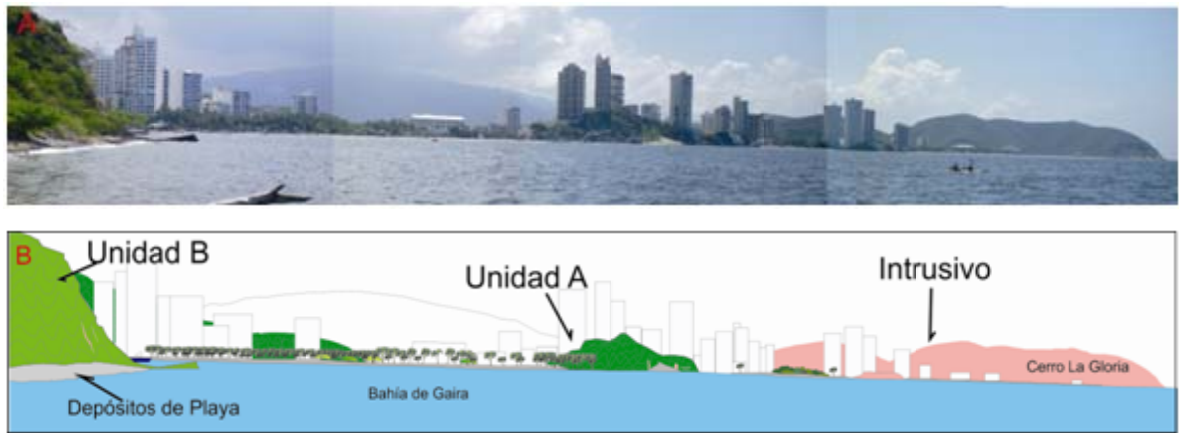 A
B
Unidad B
Unidad A
Intrusivo
Cerro La Gloria
Bahía de Gaira
Depósitos de Playa